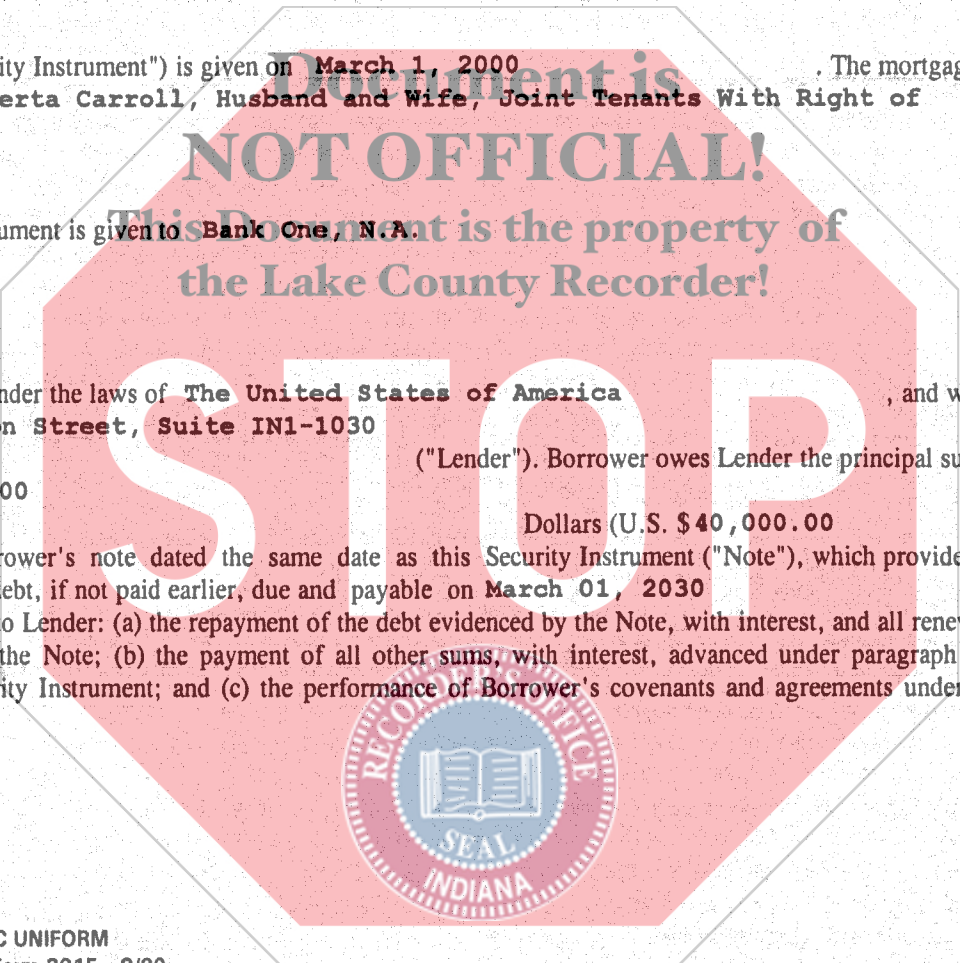 ity Instrument") is given on March 1, 2000 . The mortgag
Document is
erta Carroll, Husband and Wife, Joint Tenants With Right of
NOT OFFICIAL!
ument is given to Bank One, N.A.
This Document is the property of
the Lake County Recorder!
nder the laws of The United States of America , and w
n Street, Suite IN1-1030
STOP
("Lender"). Borrower owes Lender the principal su
00
Dollars (U.S. $40,000.00
rower's note dated the same date as this Security Instrument ("Note"), which provide
ebt, if not paid earlier, due and payable on March 01, 2030
o Lender: (a) the repayment of the debt evidenced by the Note, with interest, and all renew
the Note; (b) the payment of all other sums, with interest, advanced under paragraph
ity Instrument; and (c) the performance of Borrower's covenants and agreements under
RECORDER'S OFFICE
SEAL
INDIANA
C UNIFORM